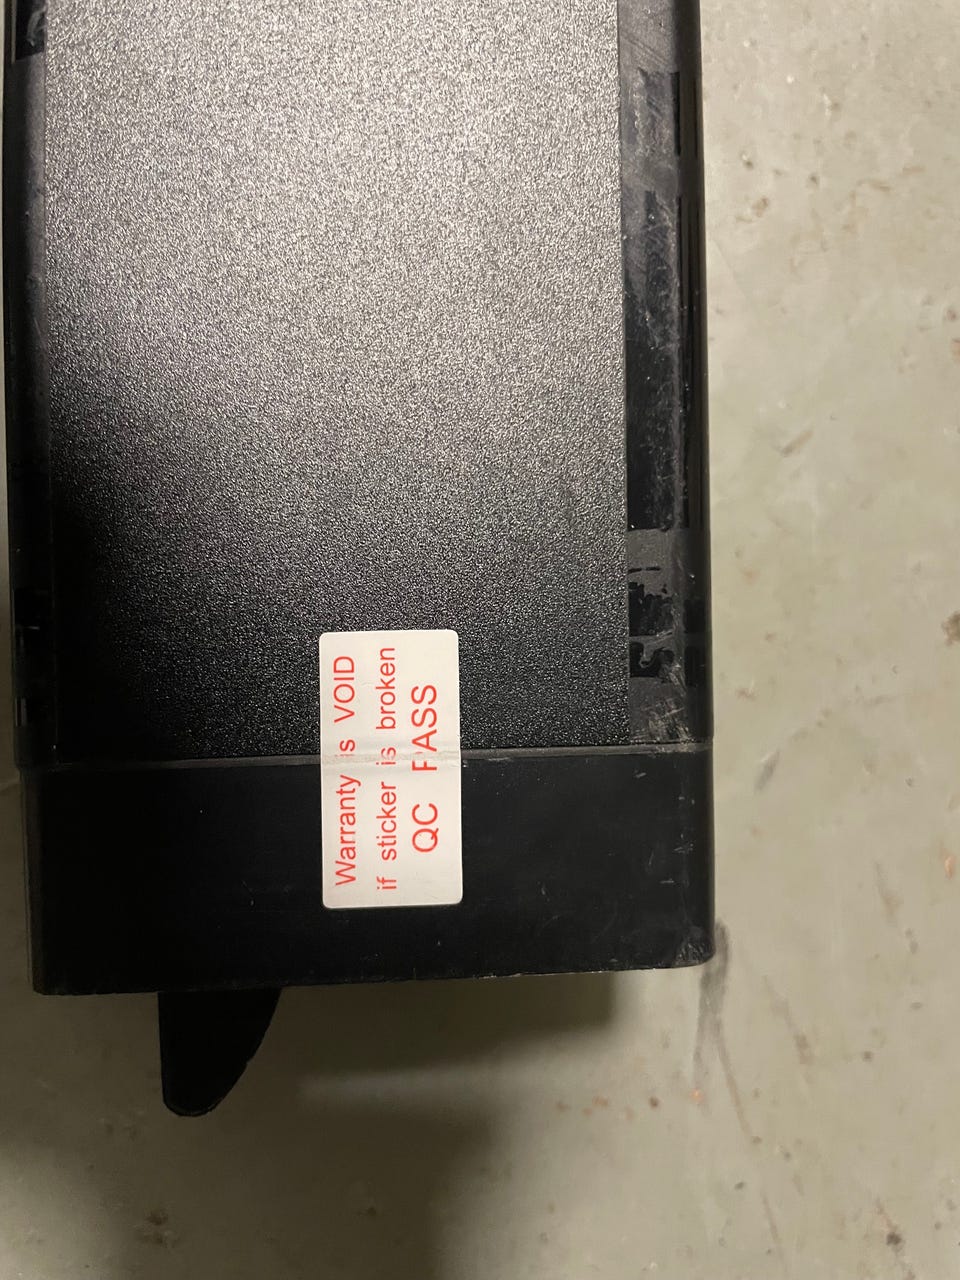 Warranty is VOID
if sticker is broken
QC PASS